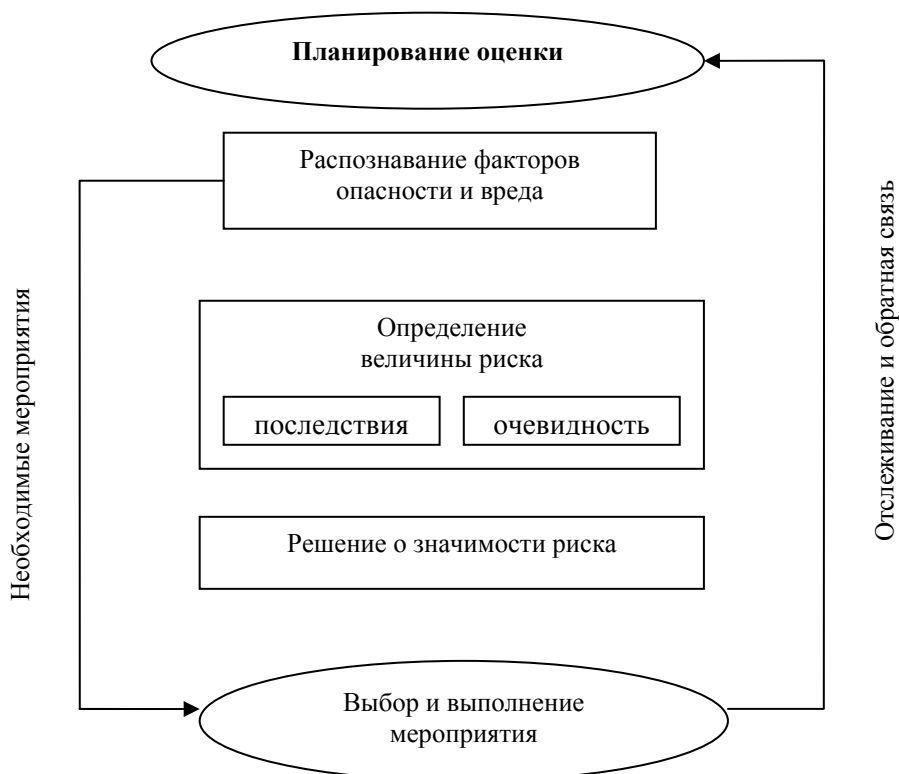 Планирование оценки
Распознавание факторов
опасности и вреда
Необходимые мероприятия
Отслеживание и обратная связь
Определение
величины риска
последствия
очевидность
Решение о значимости риска
Выбор и выполнение
мероприятия